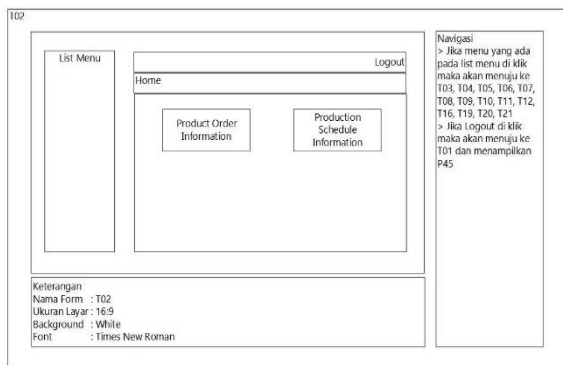 T02
List Menu
Logout
Home
Product Order
Information
Production
Schedule
Information
Navigasi
> Jika menu yang ada
pada list menu di klik
maka akan menuju ke
T03, T04, T05, T06, T07,
T08, T09, T10, T11, T12,
T16, T19, T20, T21
> Jika Logout di klik
maka akan menuju ke
T01 dan menampilkan
P45
Keterangan
Nama Form : T02
Ukuran Layar : 16:9
Background : White
Font : Times New Roman